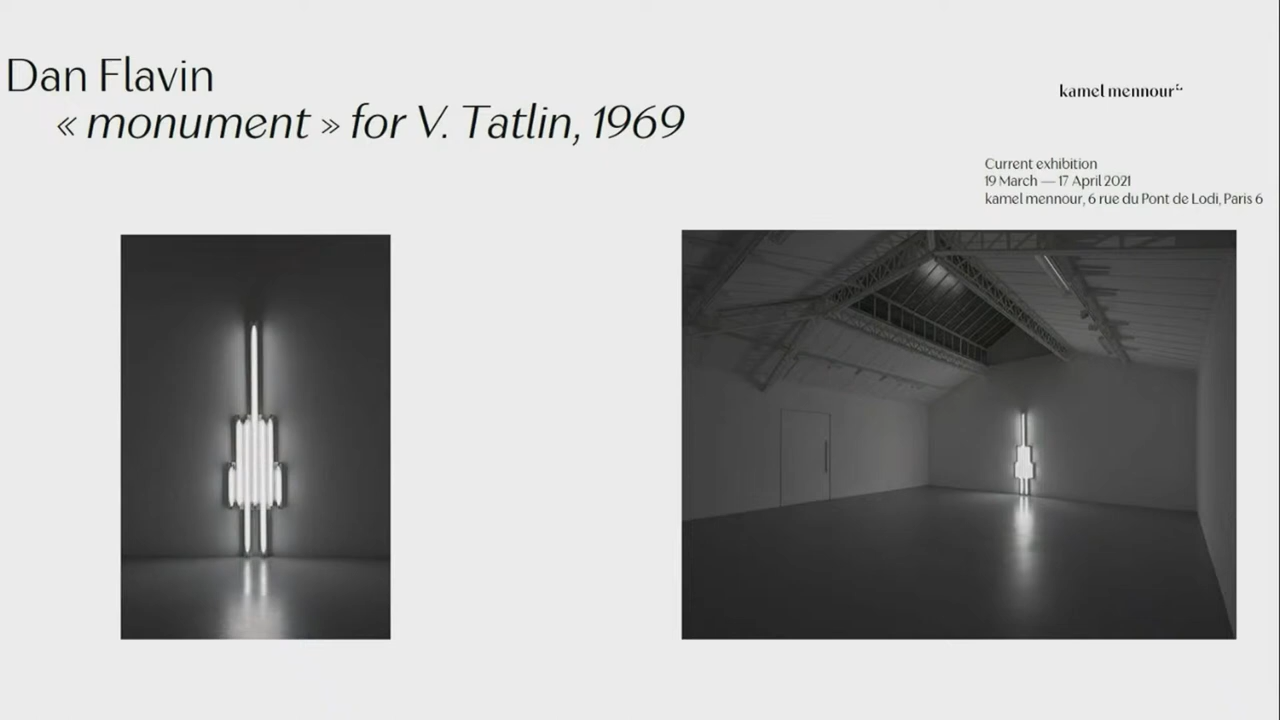 Dan Flavin
« monument » for V. Tatlin, 1969
kamel mennour
Current exhibition
19 March — 17 April 2021
kamel mennour, 6 rue du Pont de Lodi, Paris 6